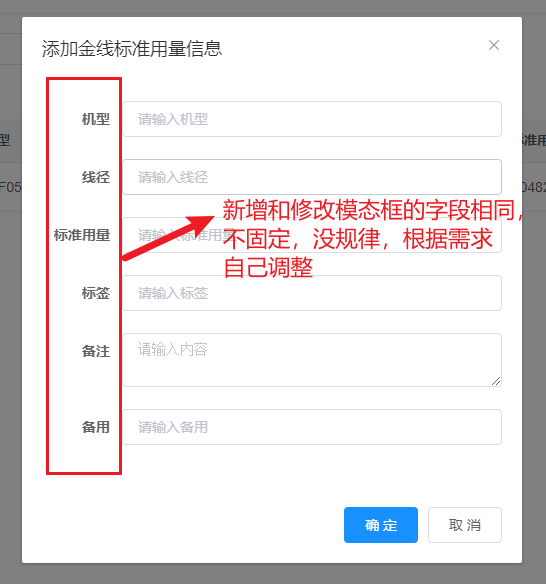 添加金线标准用量信息
型
机型
请输入机型
准用
F05
线径
请输入线径
0482
新增和修改模态框的字段相同，
标准用量
请输入标准用量
不固定，没规律，根据需求
自己调整
标签
请输入标签
备注
请输入内容
备用
请输入备用
确 定
取 消